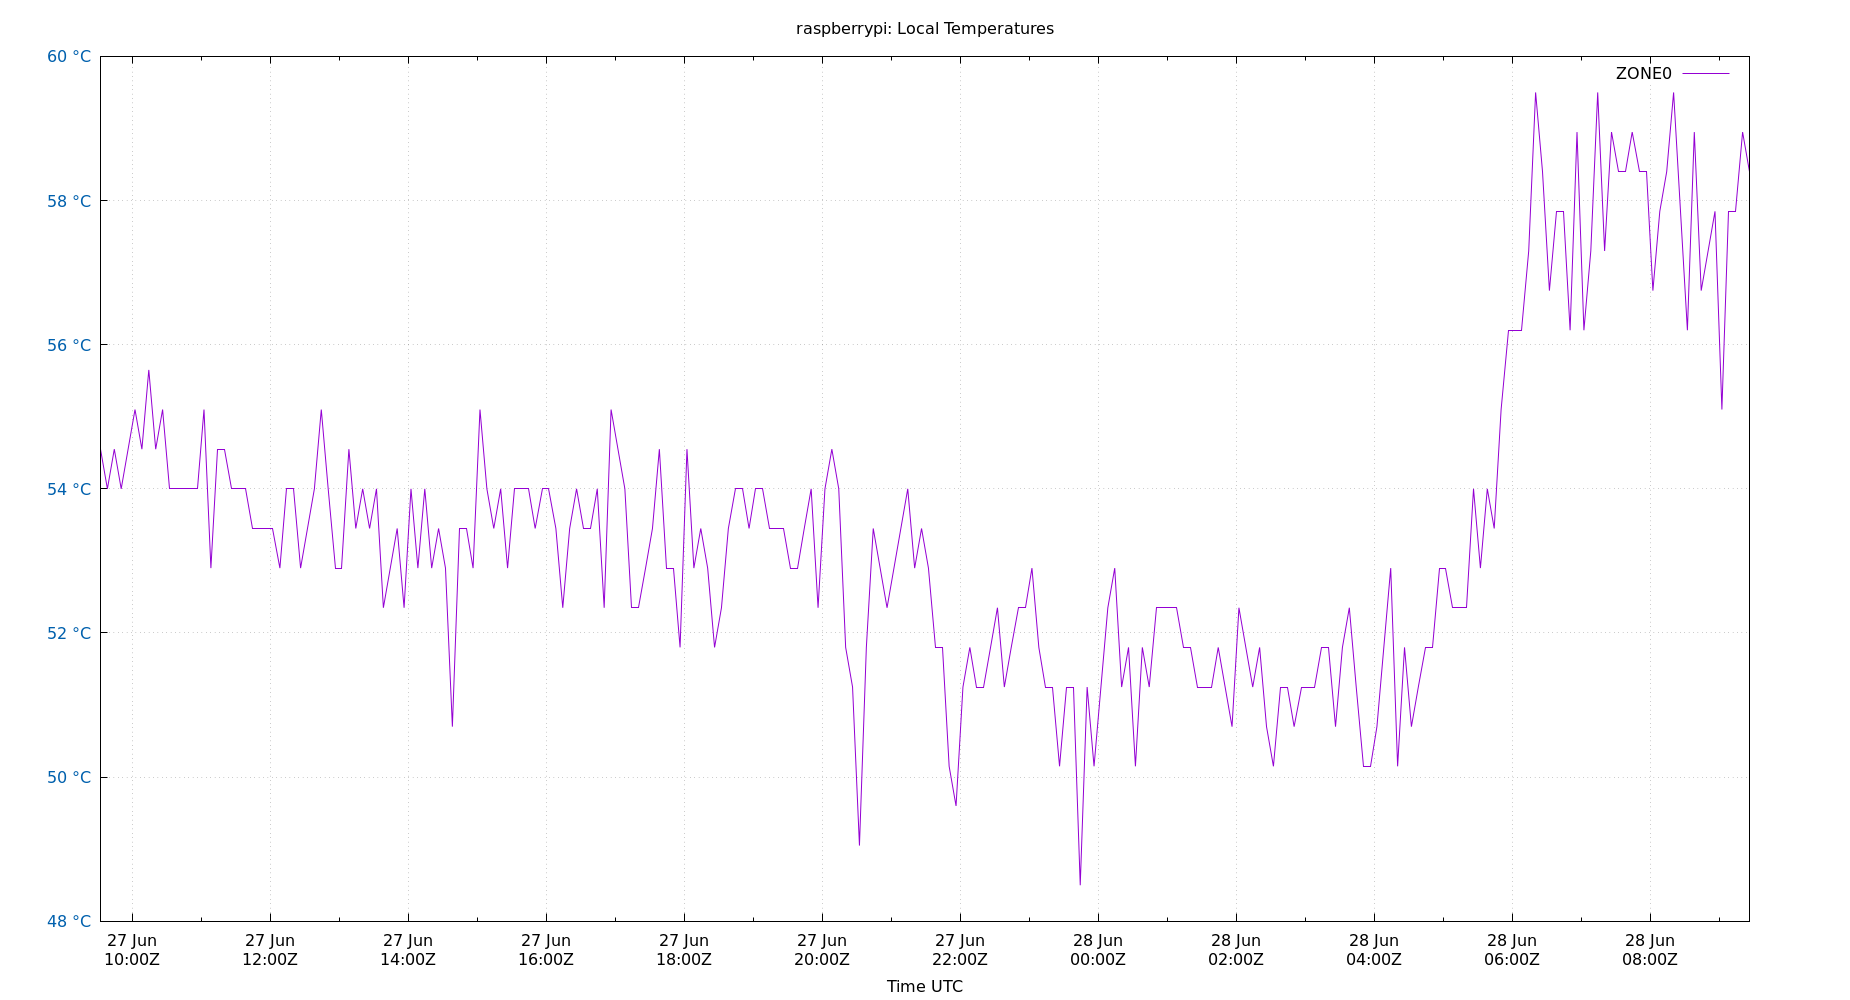 raspberrypi: Local Temperatures
60 °C
ZONE0
58 °C
56 °C
54 °C
52 °C
50 °C
48 °C
27 Jun 27 Jun 27 Jun 27 Jun 27 Jun 27 Jun 27 Jun 28 Jun 28 Jun 28 Jun 28 Jun 28 Jun
10:00Z 12:00Z 14:00Z 16:00Z 18:00Z 20:00Z 22:00Z 00:00Z 02:00Z 04:00Z 06:00Z 08:00Z
Time UTC